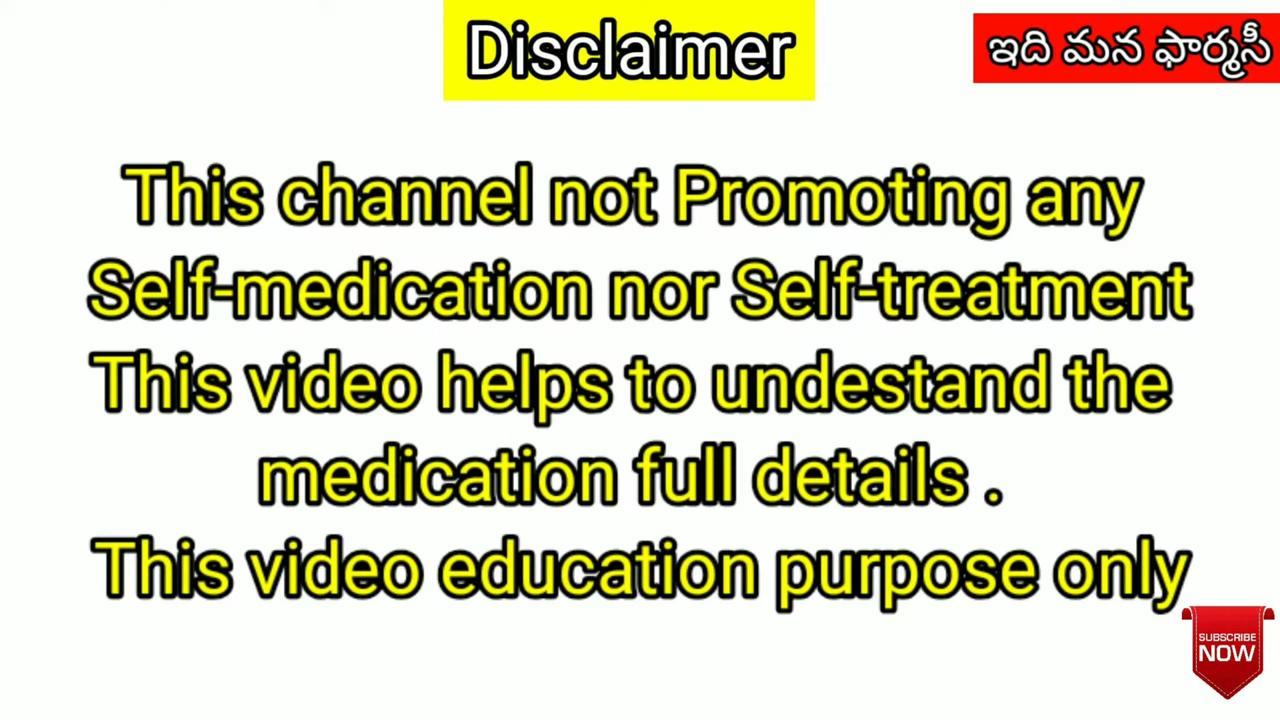 Disclaimer
ఇది మన ఫార్మసీ
This channel not Promoting any
Self-medication nor Self-treatment
This video helps to undestand the
medication full details .
This video education purpose only
SUBSCRIBE
NOW